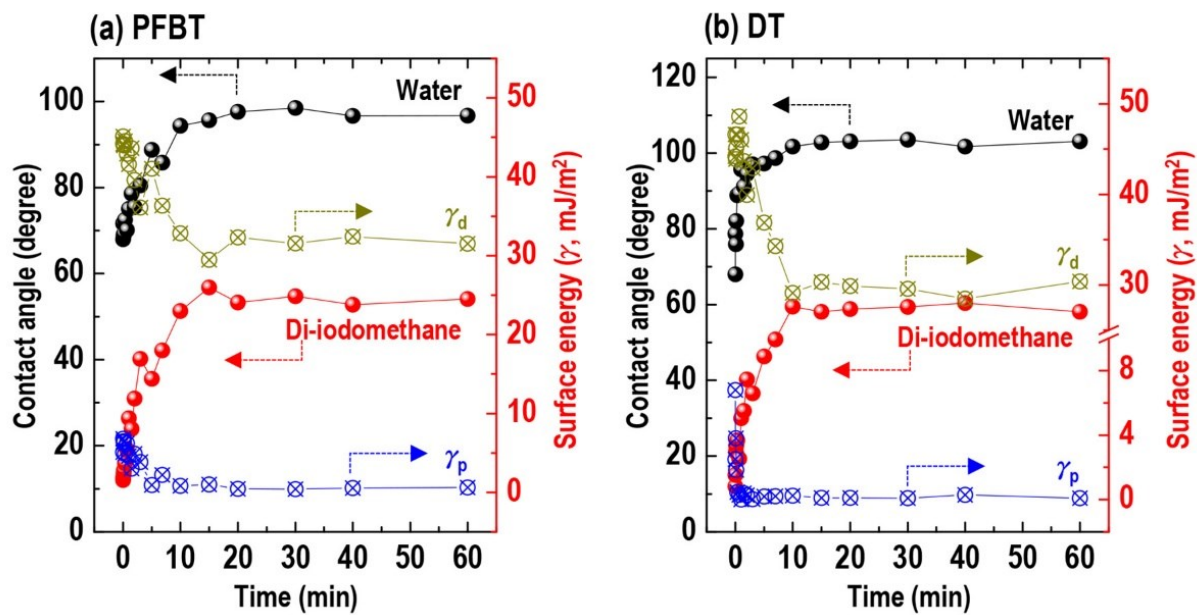 (a) PFBT
Contact angle (degree)
100
80
60
40
20
0
Water
γd
Di-iodomethane
γp
50
40
30
20
10
0
Surface energy (γ, mJ/m²)
0 10 20 30 40 50 60
Time (min)
(b) DT
Contact angle (degree)
120
100
80
60
40
20
0
Water
γd
Di-iodomethane
γp
50
40
30
8
4
0
Surface energy (γ, mJ/m²)
0 10 20 30 40 50 60
Time (min)